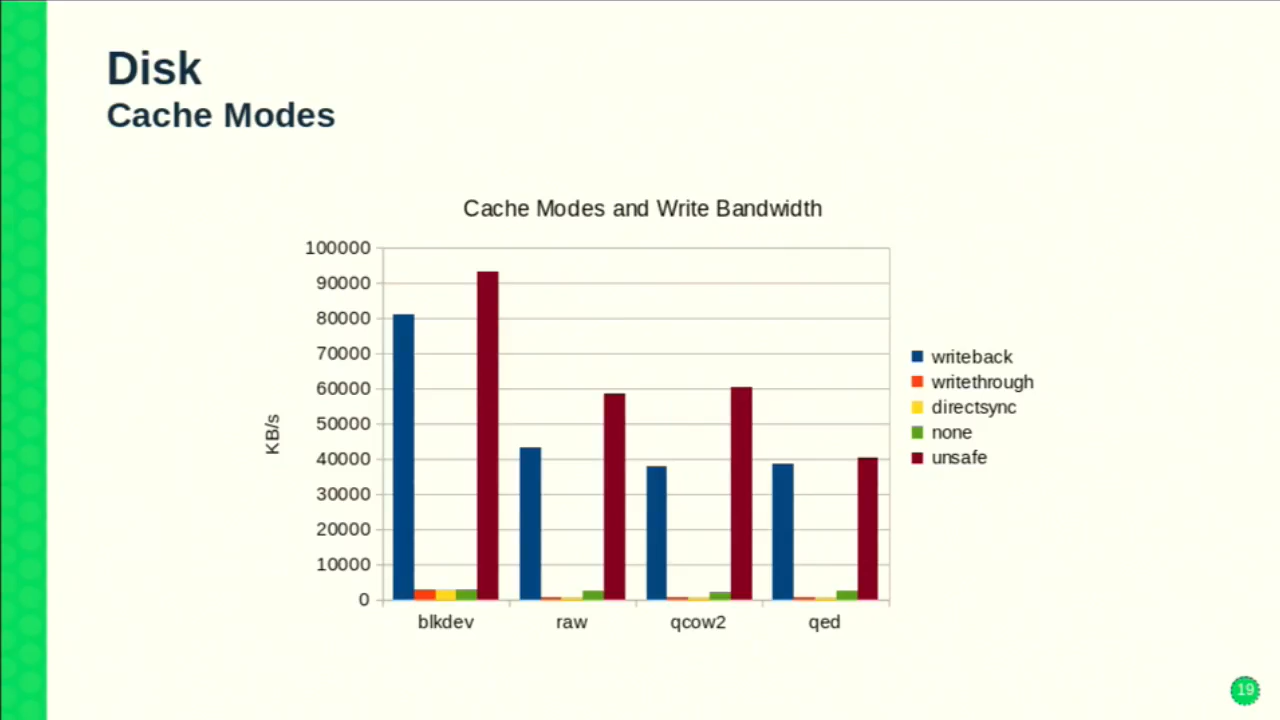 Disk
Cache Modes
Cache Modes and Write Bandwidth
100000
90000
80000
70000
60000
50000
40000
30000
20000
10000
0
KB/s
blkdev raw qcow2 qed
writeback
writethrough
directsync
none
unsafe
19